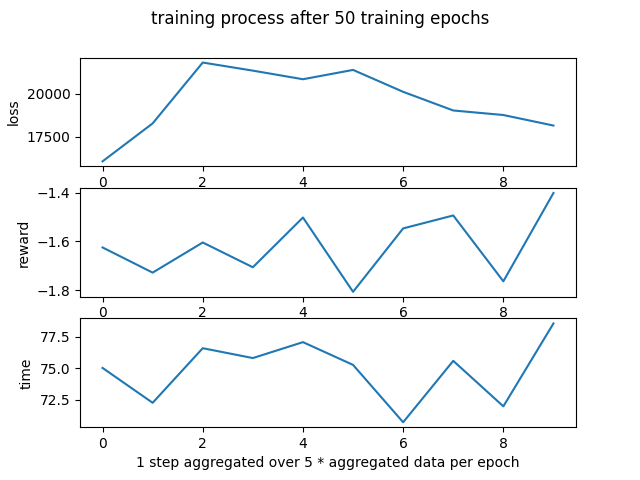 training process after 50 training epochs
20000
17500
loss
0 2 4 6 8
−1.4
−1.6
−1.8
reward
0 2 4 6 8
77.5
75.0
72.5
time
0 2 4 6 8
1 step aggregated over 5 * aggregated data per epoch